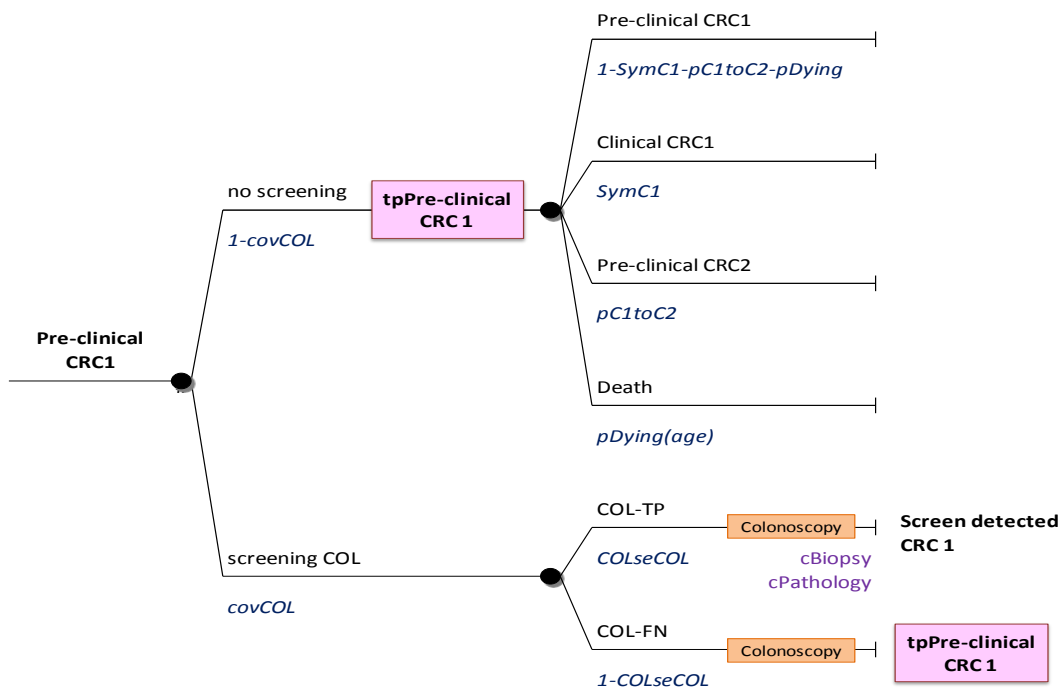 Pre-clinical CRC1
1-SymC1-pC1toC2-pDying
Clinical CRC1
SymC1
no screening
1-covCOL
tpPre-clinical
CRC 1
Pre-clinical CRC2
pC1toC2
Pre-clinical
CRC1
Death
pDying(age)
COL-TP
COLseCOL
Colonoscopy
cBiopsy
cPathology
Screen detected
CRC 1
screening COL
covCOL
COL-FN
1-COLseCOL
Colonoscopy
tpPre-clinical
CRC 1